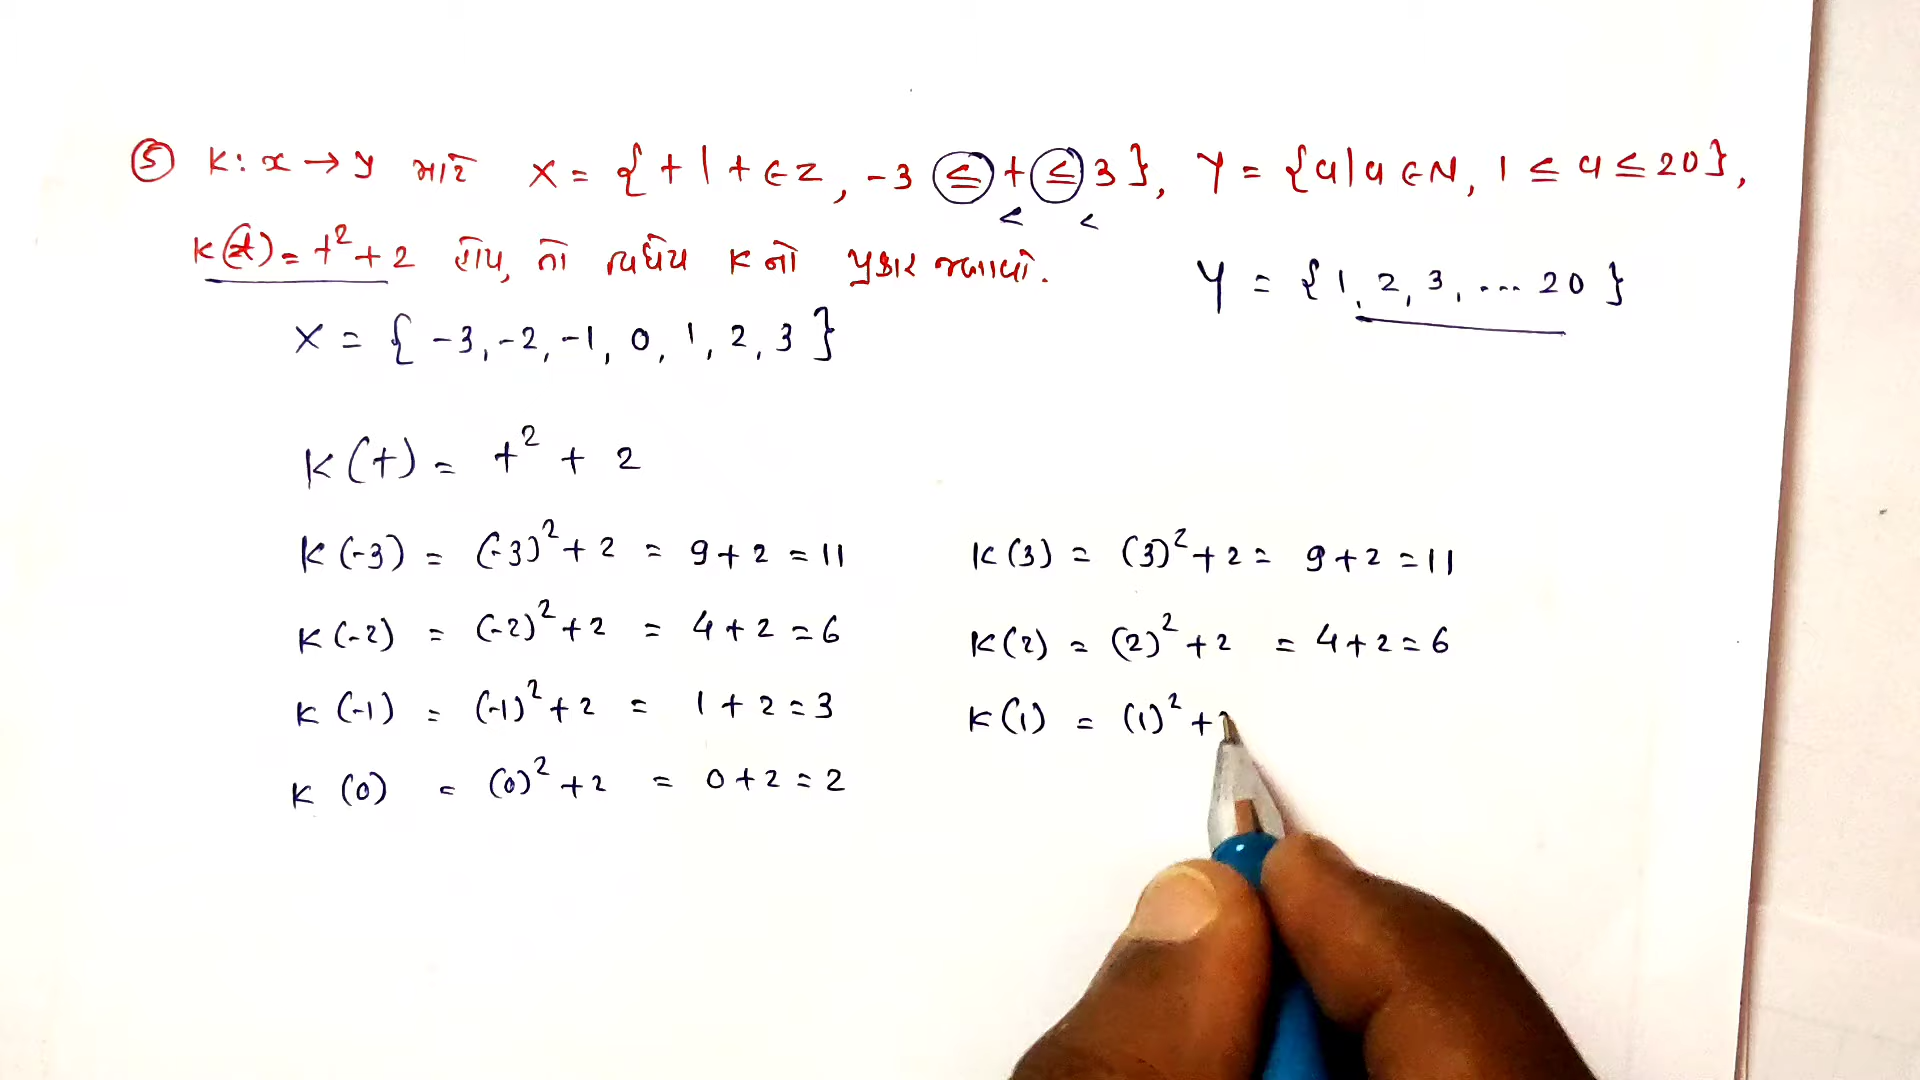 ⑤ K: x → y માટે X = {t | t ∈ Z, -3 ≤ t ≤ 3}, Y = {u | u ∈ N, 1 ≤ u ≤ 20},
< <
K(t) = t² + 2 હોય, તો વિધેય K નો પ્રકાર જણાવો.
Y = {1, 2, 3, ... 20}
X = {-3, -2, -1, 0, 1, 2, 3}
K(t) = t² + 2
K(-3) = (-3)² + 2 = 9 + 2 = 11
K(3) = (3)² + 2 = 9 + 2 = 11
K(-2) = (-2)² + 2 = 4 + 2 = 6
K(2) = (2)² + 2 = 4 + 2 = 6
K(-1) = (-1)² + 2 = 1 + 2 = 3
K(1) = (1)² +
K(0) = (0)² + 2 = 0 + 2 = 2